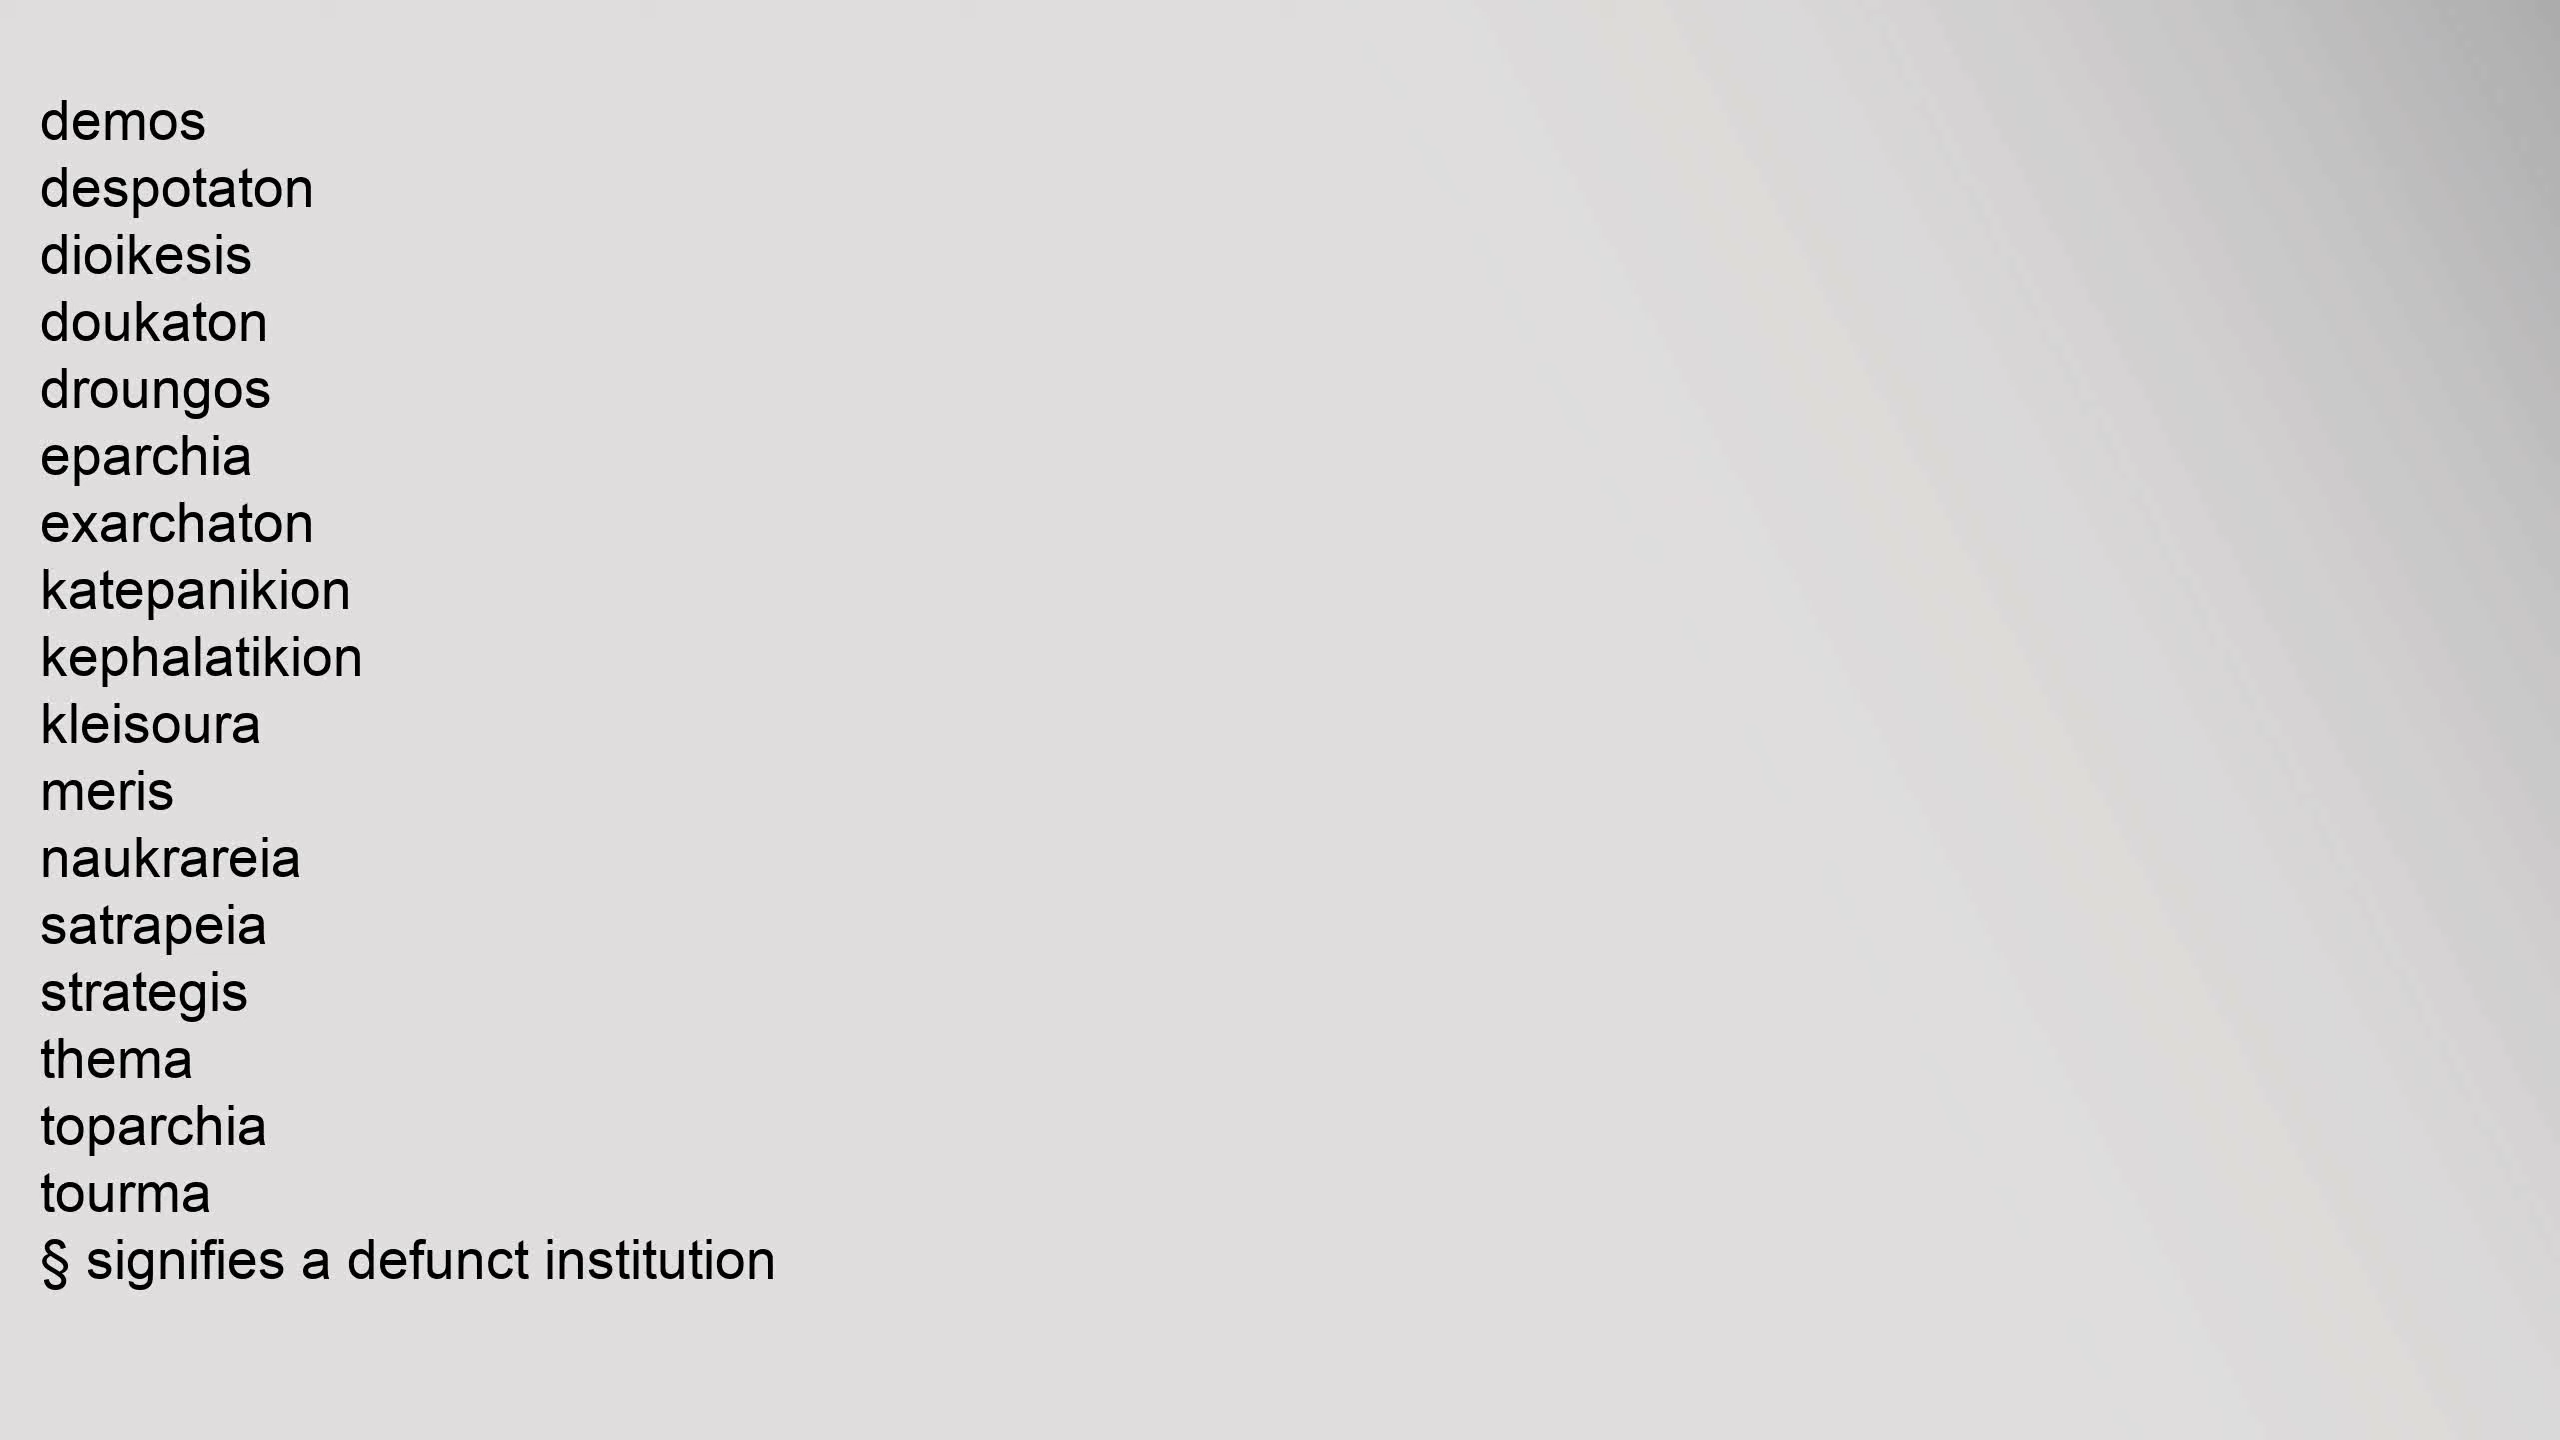 demos
despotaton
dioikesis
doukaton
droungos
eparchia
exarchaton
katepanikion
kephalatikion
kleisoura
meris
naukrareia
satrapeia
strategis
thema
toparchia
tourma
§ signifies a defunct institution